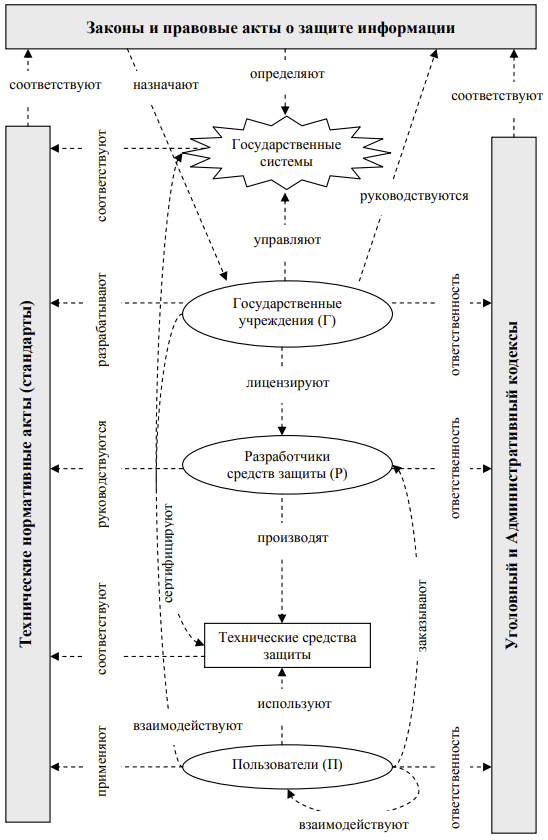 Законы и правовые акты о защите информации
соответствуют
назначают
определяют
соответствуют
Государственные
системы
соответствуют
руководствуются
управляют
Государственные
учреждения (Г)
разрабатывают
ответственность
лицензируют
Технические нормативные акты (стандарты)
Уголовный и Административный кодексы
Разработчики
средств защиты (Р)
руководствуются
ответственность
производят
сертифицируют
заказывают
Технические средства
защиты
соответствуют
используют
взаимодействуют
Пользователи (П)
применяют
ответственность
взаимодействуют